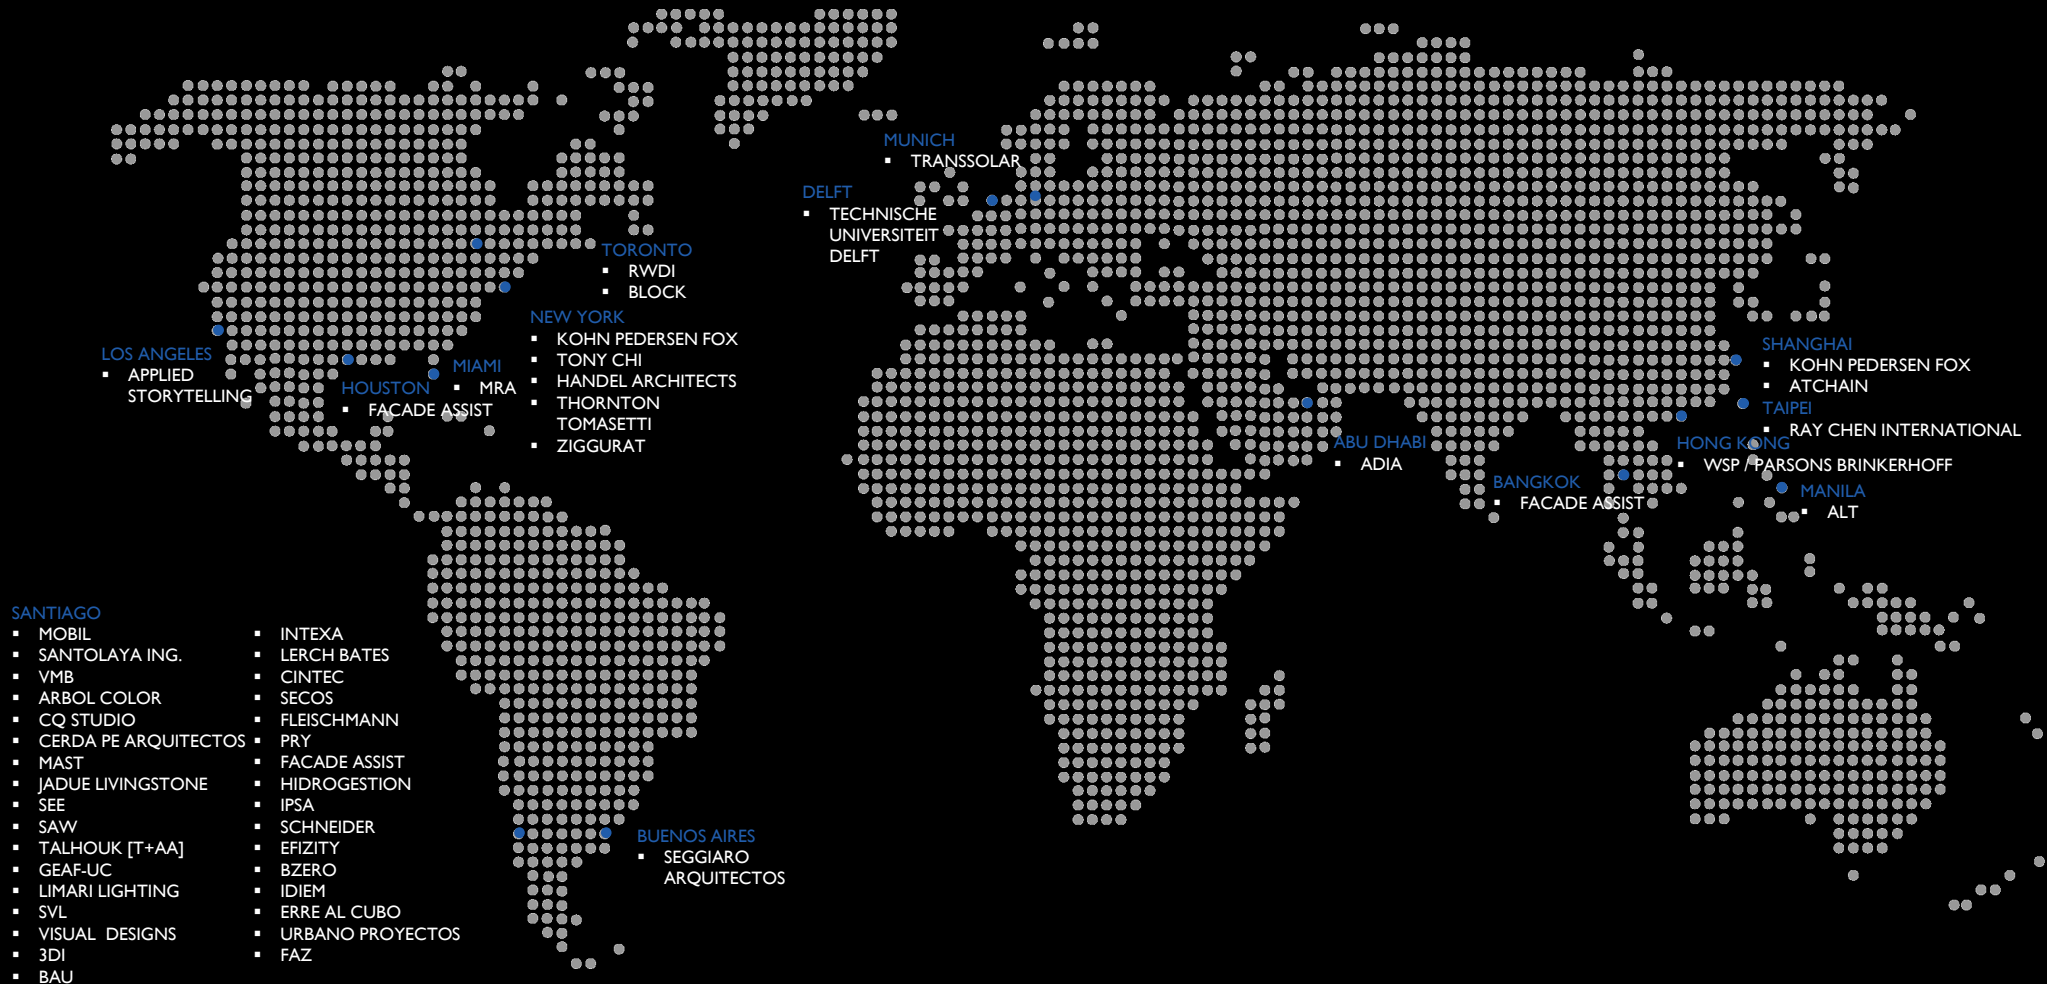 MUNICH
▪ TRANSSOLAR
DELFT
▪ TECHNISCHE
UNIVERSITEIT
DELFT
TORONTO
▪ RWDI
▪ BLOCK
NEW YORK
▪ KOHN PEDERSEN FOX
▪ TONY CHI
▪ HANDEL ARCHITECTS
▪ THORNTON
TOMASETTI
▪ ZIGGURAT
LOS ANGELES
▪ APPLIED
STORYTELLING
HOUSTON
▪ FACADE ASSIST
MIAMI
▪ MRA
SHANGHAI
▪ KOHN PEDERSEN FOX
▪ ATCHAIN
TAIPEI
▪ RAY CHEN INTERNATIONAL
HONG KONG
▪ WSP / PARSONS BRINKERHOFF
ABU DHABI
▪ ADIA
BANGKOK
▪ FACADE ASSIST
MANILA
▪ ALT
SANTIAGO
▪ MOBIL
▪ SANTOLAYA ING.
▪ VMB
▪ ARBOL COLOR
▪ CQ STUDIO
▪ CERDA PE ARQUITECTOS
▪ MAST
▪ JADUE LIVINGSTONE
▪ SEE
▪ SAW
▪ TALHOUK [T+AA]
▪ GEAF-UC
▪ LIMARI LIGHTING
▪ SVL
▪ VISUAL DESIGNS
▪ 3DI
▪ BAU
▪ INTEXA
▪ LERCH BATES
▪ CINTEC
▪ SECOS
▪ FLEISCHMANN
▪ PRY
▪ FACADE ASSIST
▪ HIDROGESTION
▪ IPSA
▪ SCHNEIDER
▪ EFIZITY
▪ BZERO
▪ IDIEM
▪ ERRE AL CUBO
▪ URBANO PROYECTOS
▪ FAZ
BUENOS AIRES
▪ SEGGIARO
ARQUITECTOS